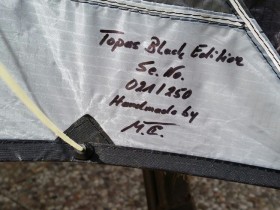 Topas Black Edition
Se. No.
021/250
Handmade by
M.E.